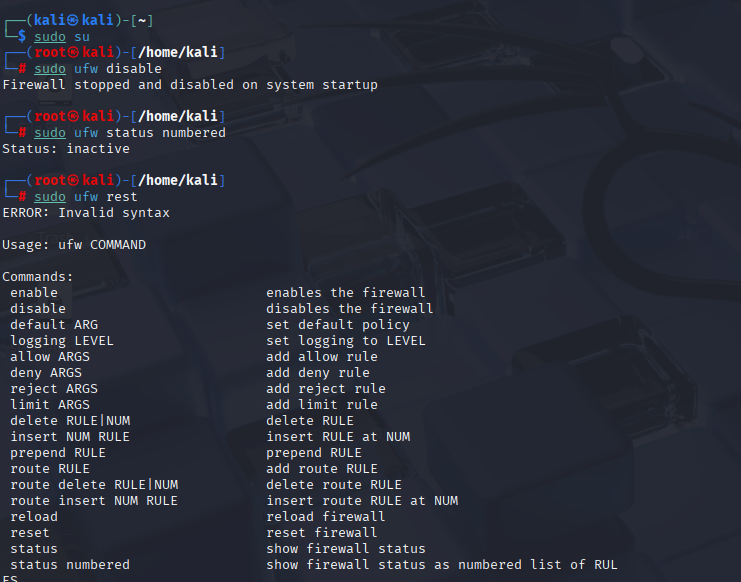 ┌──(kali㉿kali)-[~]
└─$ sudo su
┌──(root㉿kali)-[/home/kali]
└─# sudo ufw disable
Firewall stopped and disabled on system startup
┌──(root㉿kali)-[/home/kali]
└─# sudo ufw status numbered
Status: inactive
┌──(root㉿kali)-[/home/kali]
└─# sudo ufw rest
ERROR: Invalid syntax
Usage: ufw COMMAND
Commands:
enable enables the firewall
disable disables the firewall
default ARG set default policy
logging LEVEL set logging to LEVEL
allow ARGS add allow rule
deny ARGS add deny rule
reject ARGS add reject rule
limit ARGS add limit rule
delete RULE|NUM delete RULE
insert NUM RULE insert RULE at NUM
prepend RULE prepend RULE
route RULE add route RULE
route delete RULE|NUM delete route RULE
route insert NUM RULE insert route RULE at NUM
reload reload firewall
reset reset firewall
status show firewall status
status numbered show firewall status as numbered list of RUL
ES